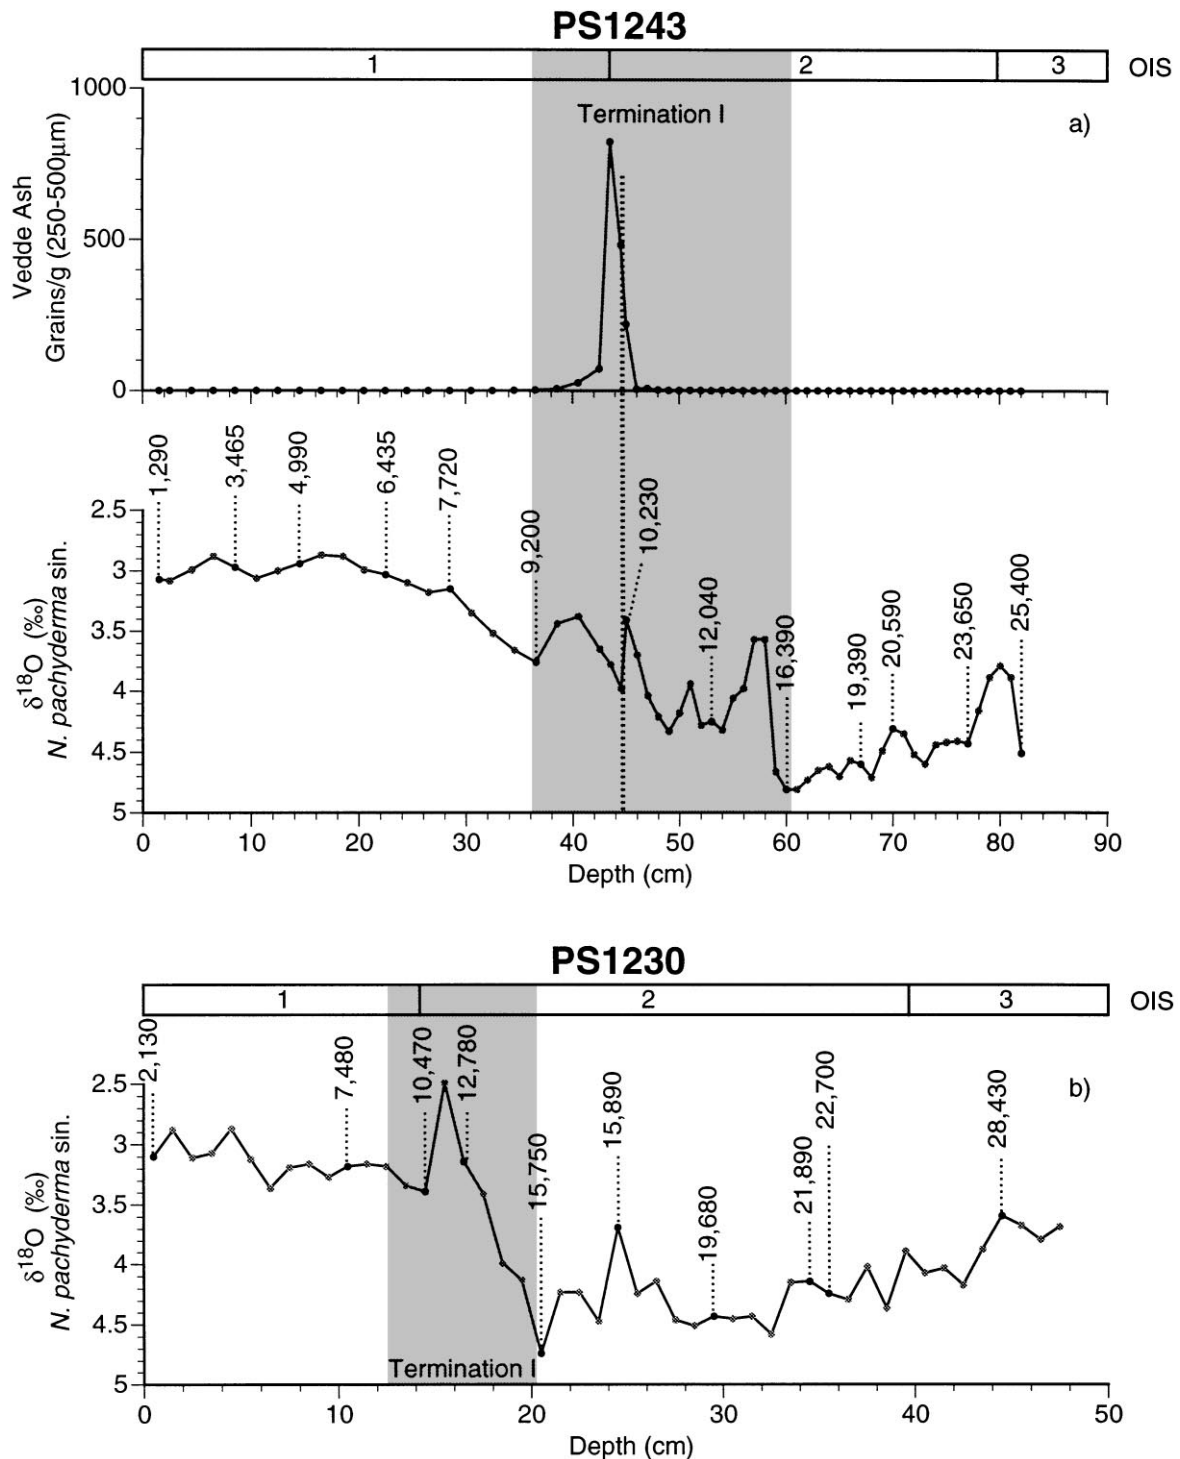 PS1243
1 2 3 OIS
Termination I
a)
Vedde Ash
Grains/g (250-500µm)
1000
500
0
1,290
3,465
4,990
6,435
7,720
9,200
10,230
12,040
16,390
19,390
20,590
23,650
25,400
δ18O (‰)
N. pachyderma sin.
2.5
3
3.5
4
4.5
5
0 10 20 30 40 50 60 70 80 90
Depth (cm)
PS1230
1 2 3 OIS
b)
2,130
7,480
10,470
12,780
15,750
15,890
19,680
21,890
22,700
28,430
δ18O (‰)
N. pachyderma sin.
2.5
3
3.5
4
4.5
5
Termination I
0 10 20 30 40 50
Depth (cm)